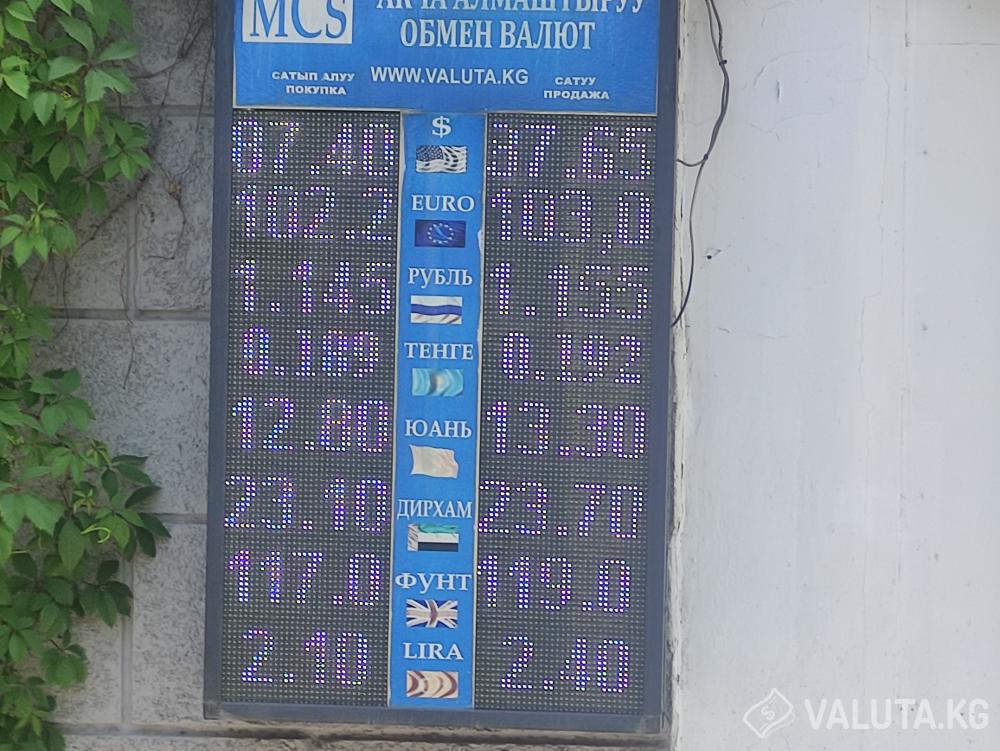 MCS
АКЧА АЛМАШТЫРУУ
ОБМЕН ВАЛЮТ
САТЫП АЛУУ
ПОКУПКА
WWW.VALUTA.KG
САТУУ
ПРОДАЖА
87.40 $ 37.65
102.2 EURO 103,0
1.145 РУБЛЬ 1.155
0.189 ТЕНГЕ 0.192
12.80 ЮАНЬ 13.30
23.10 ДИРХАМ 23.70
117.0 ФУНТ 119.0
2.10 LIRA 2.40
VALUTA.KG